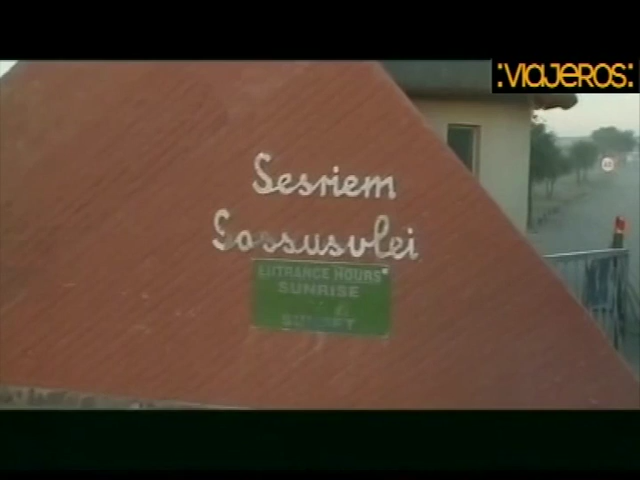 :VIAJEROS:
Sesriem
Sossusvlei
ENTRANCE HOURS
SUNRISE
SUNSET